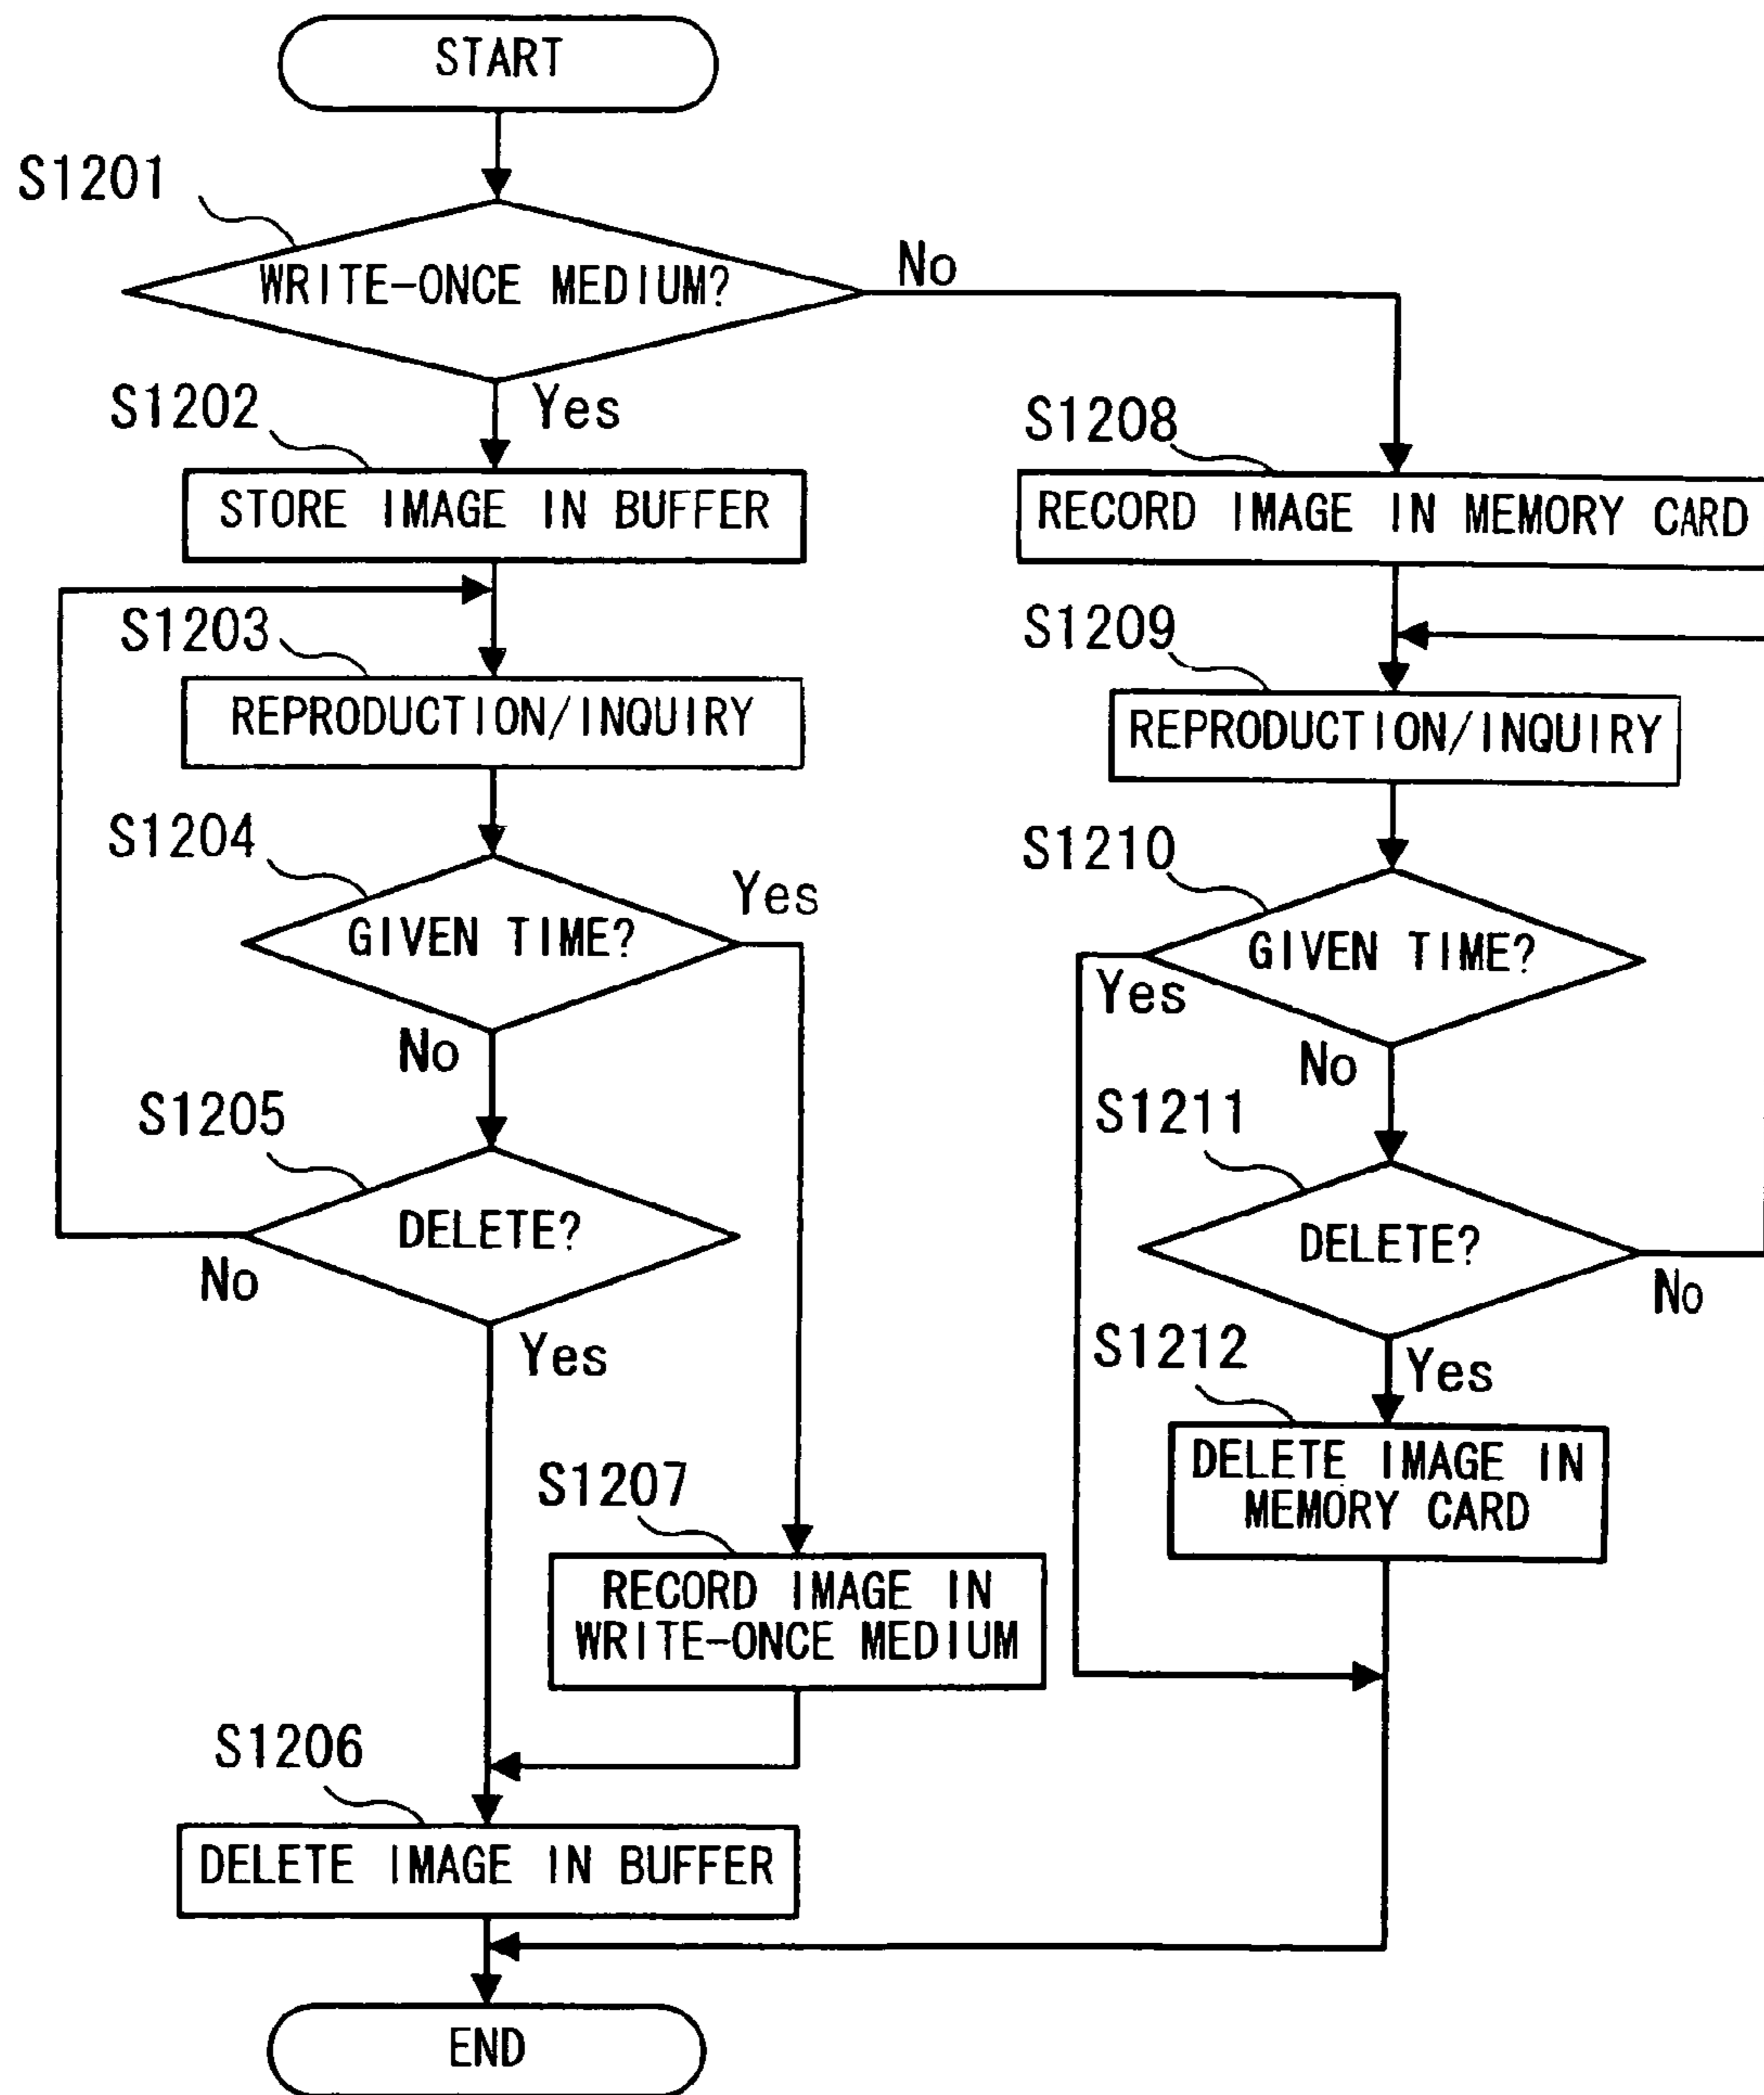 START
S1201
WRITE-ONCE MEDIUM?
No
Yes
S1202
STORE IMAGE IN BUFFER
S1203
REPRODUCTION/INQUIRY
S1204
GIVEN TIME?
Yes
No
S1205
DELETE?
No
Yes
S1207
RECORD IMAGE IN
WRITE-ONCE MEDIUM
S1206
DELETE IMAGE IN BUFFER
S1208
RECORD IMAGE IN MEMORY CARD
S1209
REPRODUCTION/INQUIRY
S1210
GIVEN TIME?
Yes
No
S1211
DELETE?
No
Yes
S1212
DELETE IMAGE IN
MEMORY CARD
END